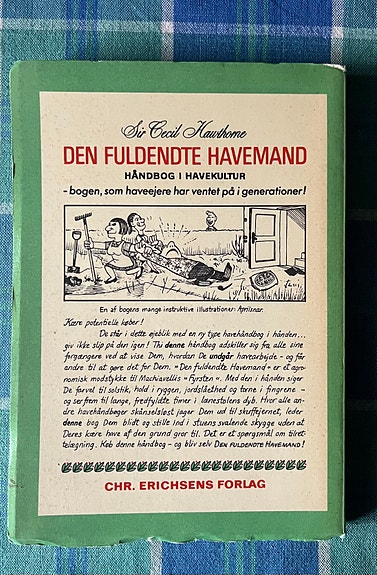 Sir Cecil Hawthorne
DEN FULDENDTE HAVEMAND
HÅNDBOG I HAVEKULTUR
- bogen, som haveejere har ventet på i generationer!
En af bogens mange instruktive illustrationer: Aprilsnar.
Kære potentielle køber!
De står i dette øjeblik med en ny type havehåndbog i hånden...
giv ikke slip på den igen! Thi denne håndbog adskiller sig fra alle sine
forgængere ved at vise Dem, hvordan De undgår havearbejde - og får
andre til at gøre det for Dem. »Den fuldendte Havemand« er et agro-
nomisk modstykke til Machiavellis »Fyrsten«. Med den i hånden siger
De farvel til solstik, hold i ryggen, jordslåethed og torne i fingrene -
og ser frem til lange, fredfyldte timer i lænestolens dyb. Hvor alle an-
dre havehåndbøger skånselsløst jager Dem ud til skuffejernet, leder
denne bog Dem blidt og stille ind i stuens svalende skygge uden at
Deres kære have af den grund gror til. Det er et spørgsmål om tilret-
telægning. Køb denne håndbog - og bliv selv DEN FULDENDTE HAVEMAND!
CHR. ERICHSENS FORLAG